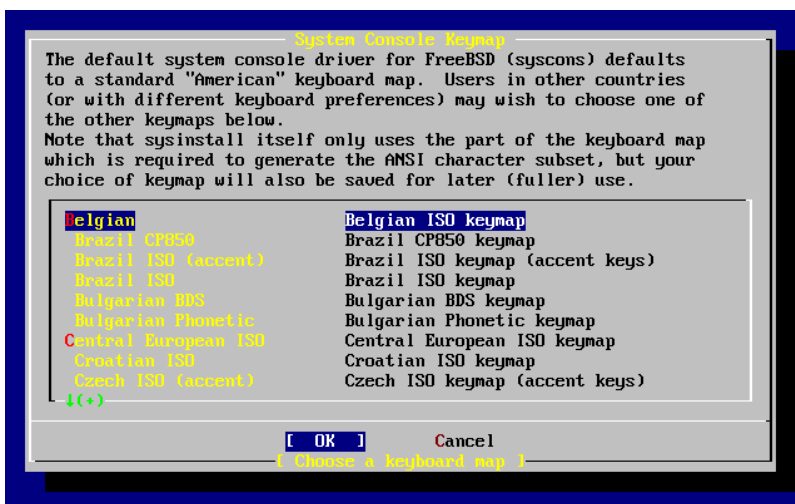 System Console Keymap
The default system console driver for FreeBSD (syscons) defaults
to a standard "American" keyboard map.  Users in other countries
(or with different keyboard preferences) may wish to choose one of
the other keymaps below.
Note that sysinstall itself only uses the part of the keyboard map
which is required to generate the ANSI character subset, but your
choice of keymap will also be saved for later (fuller) use.
Belgian Belgian ISO keymap
Brazil CP850 Brazil CP850 keymap
Brazil ISO (accent) Brazil ISO keymap (accent keys)
Brazil ISO Brazil ISO keymap
Bulgarian BDS Bulgarian BDS keymap
Bulgarian Phonetic Bulgarian Phonetic keymap
Central European ISO Central European ISO keymap
Croatian ISO Croatian ISO keymap
Czech ISO (accent) Czech ISO keymap (accent keys)
↓(+)
[ OK ] Cancel
[ Choose a keyboard map ]